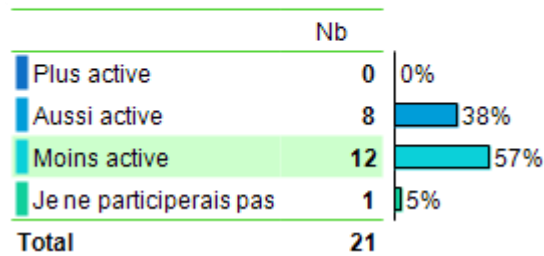 Nb
Plus active 0 0%
Aussi active 8 38%
Moins active 12 57%
Je ne participerais pas 1 5%
Total 21